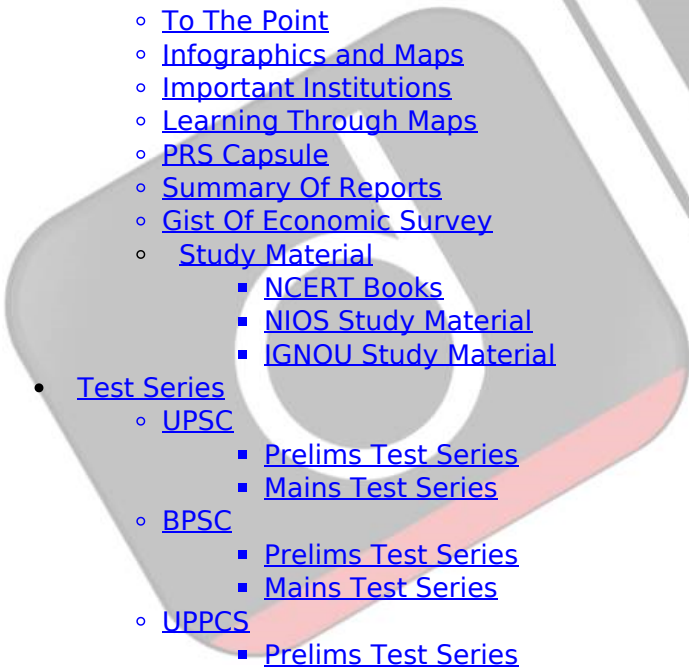 To The Point
Infographics and Maps
Important Institutions
Learning Through Maps
PRS Capsule
Summary Of Reports
Gist Of Economic Survey
Study Material
NCERT Books
NIOS Study Material
IGNOU Study Material
Test Series
UPSC
Prelims Test Series
Mains Test Series
BPSC
Prelims Test Series
Mains Test Series
UPPCS
Prelims Test Series